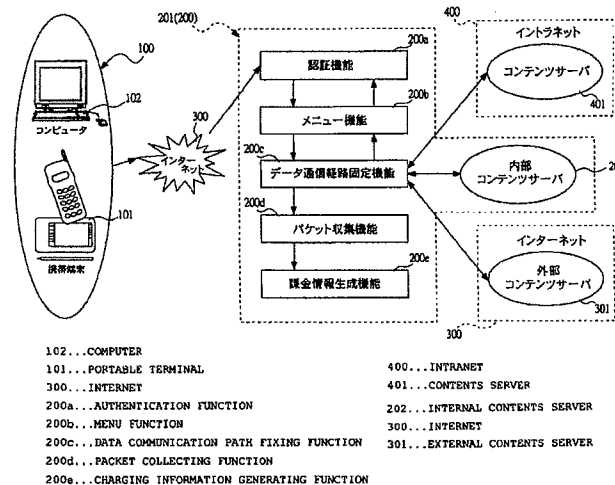 201(200)
100
102
コンピュータ
101
携帯端末
300
インター
ネット
200a
認証機能
200b
メニュー機能
200c
データ通信経路固定機能
200d
パケット収集機能
200e
課金情報生成機能
400
イントラネット
コンテンツサーバ
401
内部
コンテンツサーバ
インターネット
外部
コンテンツサーバ
301
300
102...COMPUTER
101...PORTABLE TERMINAL
300...INTERNET
200a...AUTHENTICATION FUNCTION
200b...MENU FUNCTION
200c...DATA COMMUNICATION PATH FIXING FUNCTION
200d...PACKET COLLECTING FUNCTION
200e...CHARGING INFORMATION GENERATING FUNCTION
400...INTRANET
401...CONTENTS SERVER
202...INTERNAL CONTENTS SERVER
300...INTERNET
301...EXTERNAL CONTENTS SERVER